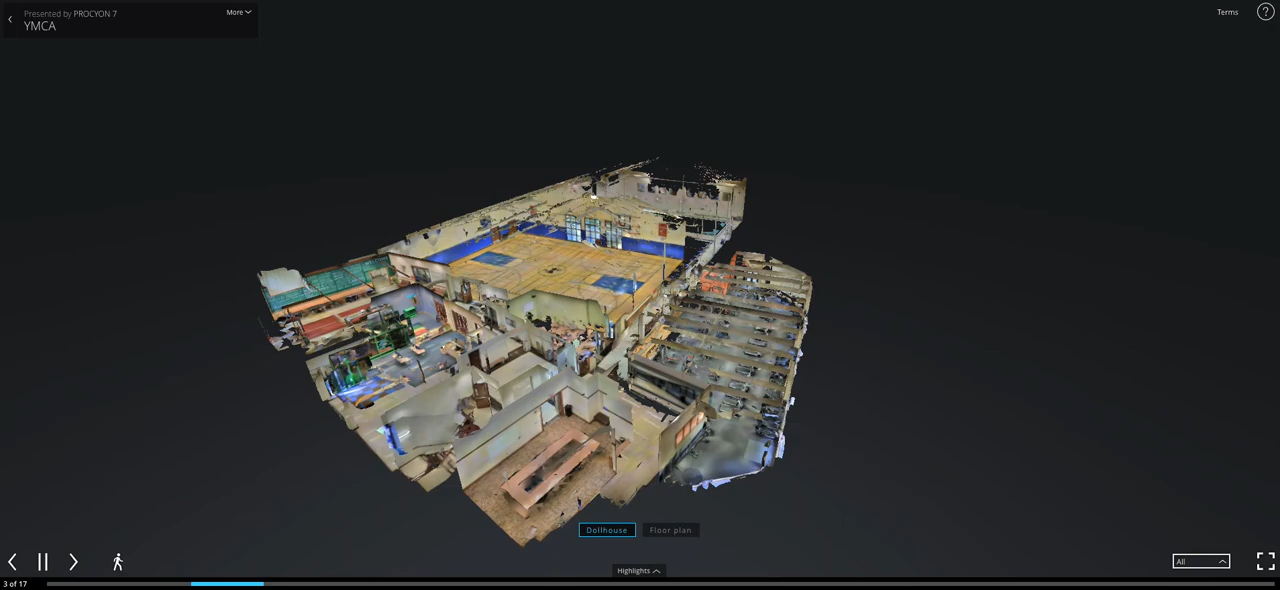 Presented by PROCYON 7
YMCA
More
Terms
?
Dollhouse
Floor plan
Highlights
All
3 of 17